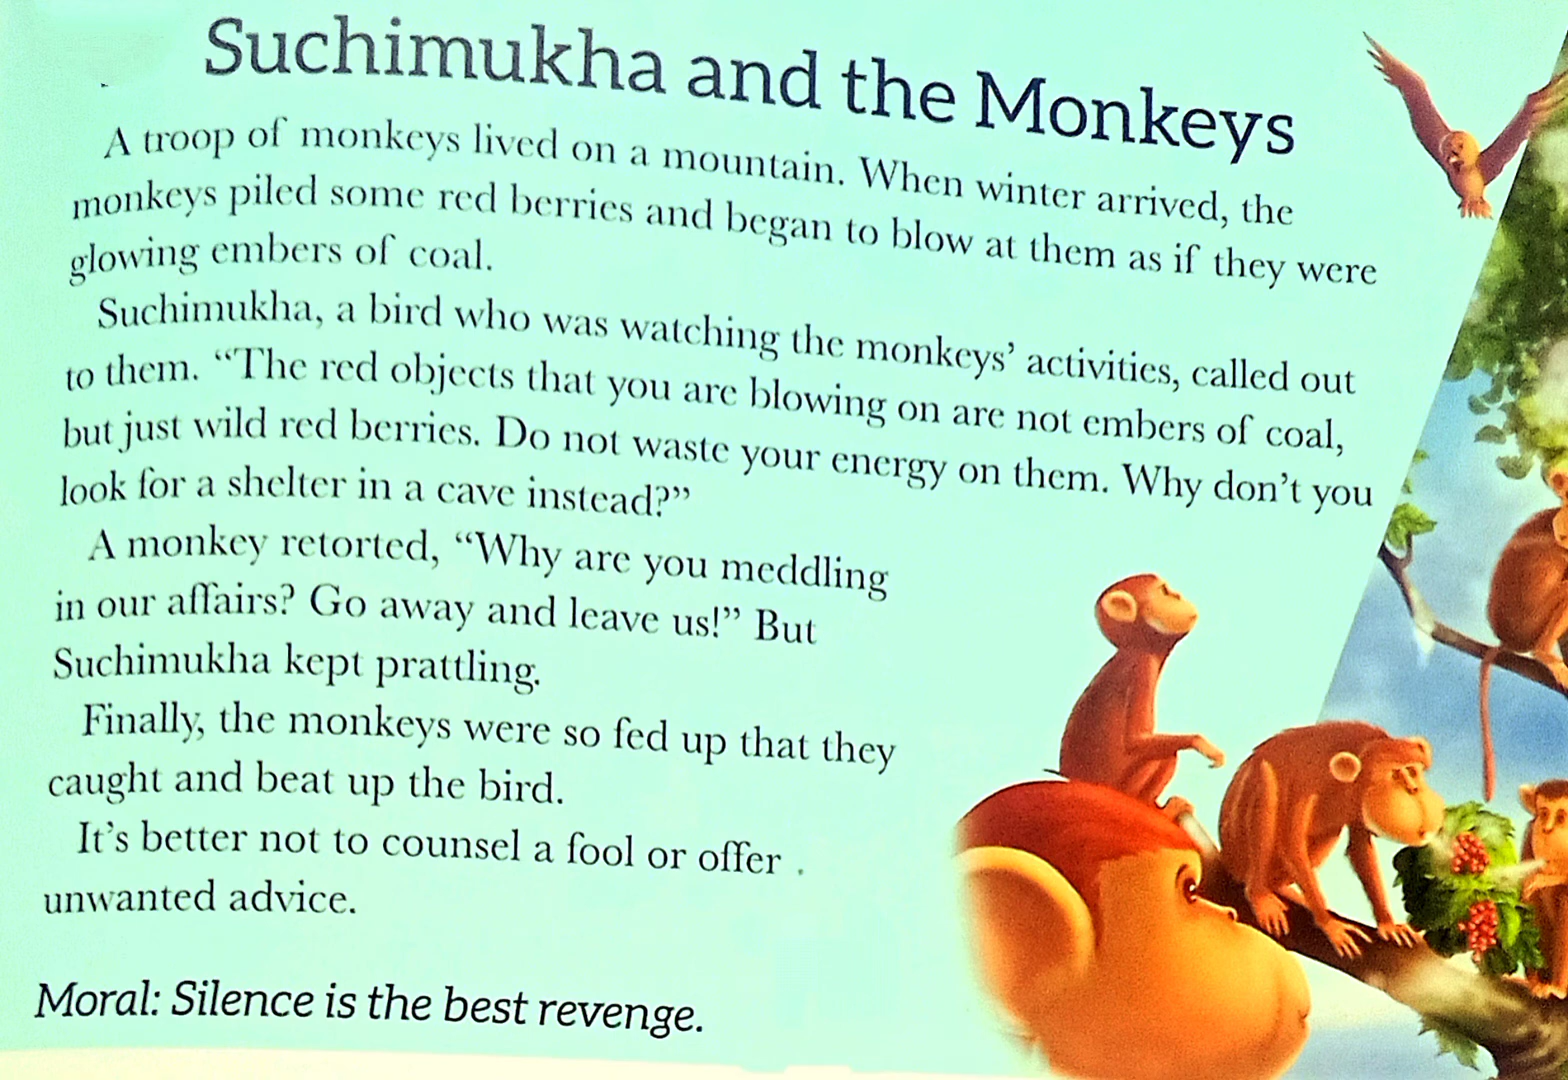 Suchimukha and the Monkeys
A troop of monkeys lived on a mountain. When winter arrived, the
monkeys piled some red berries and began to blow at them as if they were
glowing embers of coal.
Suchimukha, a bird who was watching the monkeys' activities, called out
to them. "The red objects that you are blowing on are not embers of coal,
but just wild red berries. Do not waste your energy on them. Why don't you
look for a shelter in a cave instead?"
A monkey retorted, "Why are you meddling
in our affairs? Go away and leave us!" But
Suchimukha kept prattling.
Finally, the monkeys were so fed up that they
caught and beat up the bird.
It's better not to counsel a fool or offer
unwanted advice.
Moral: Silence is the best revenge.